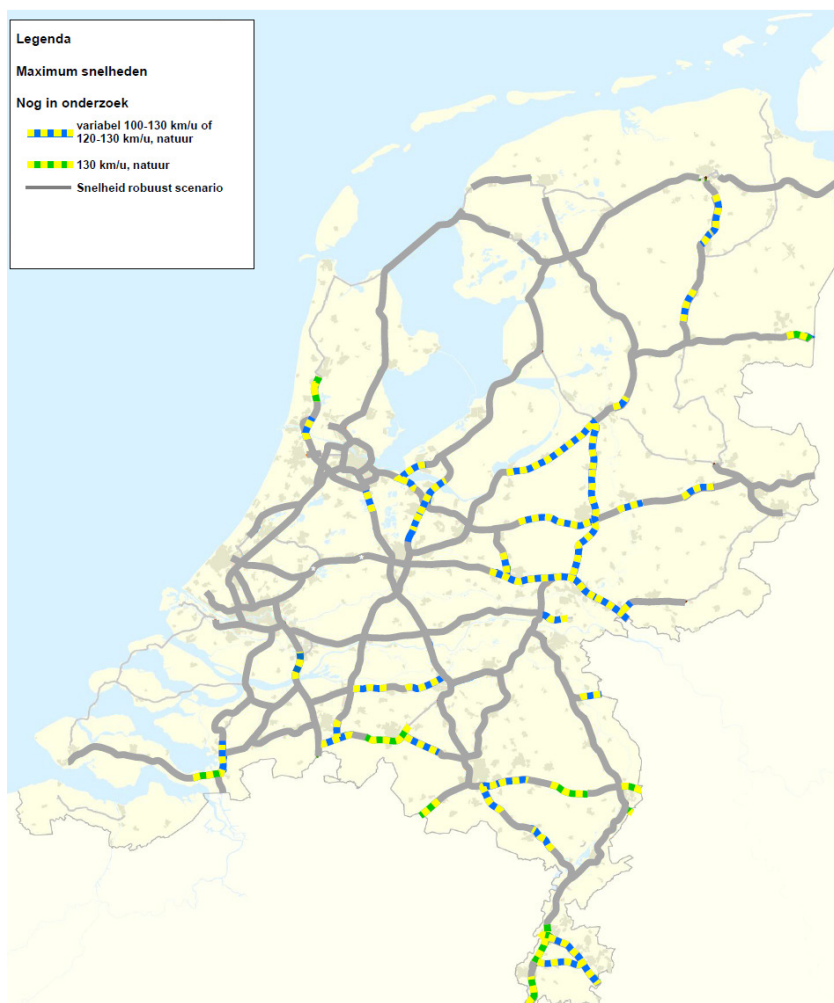 Legenda
Maximum snelheden
Nog in onderzoek
variabel 100-130 km/u of
120-130 km/u, natuur
130 km/u, natuur
Snelheid robuust scenario